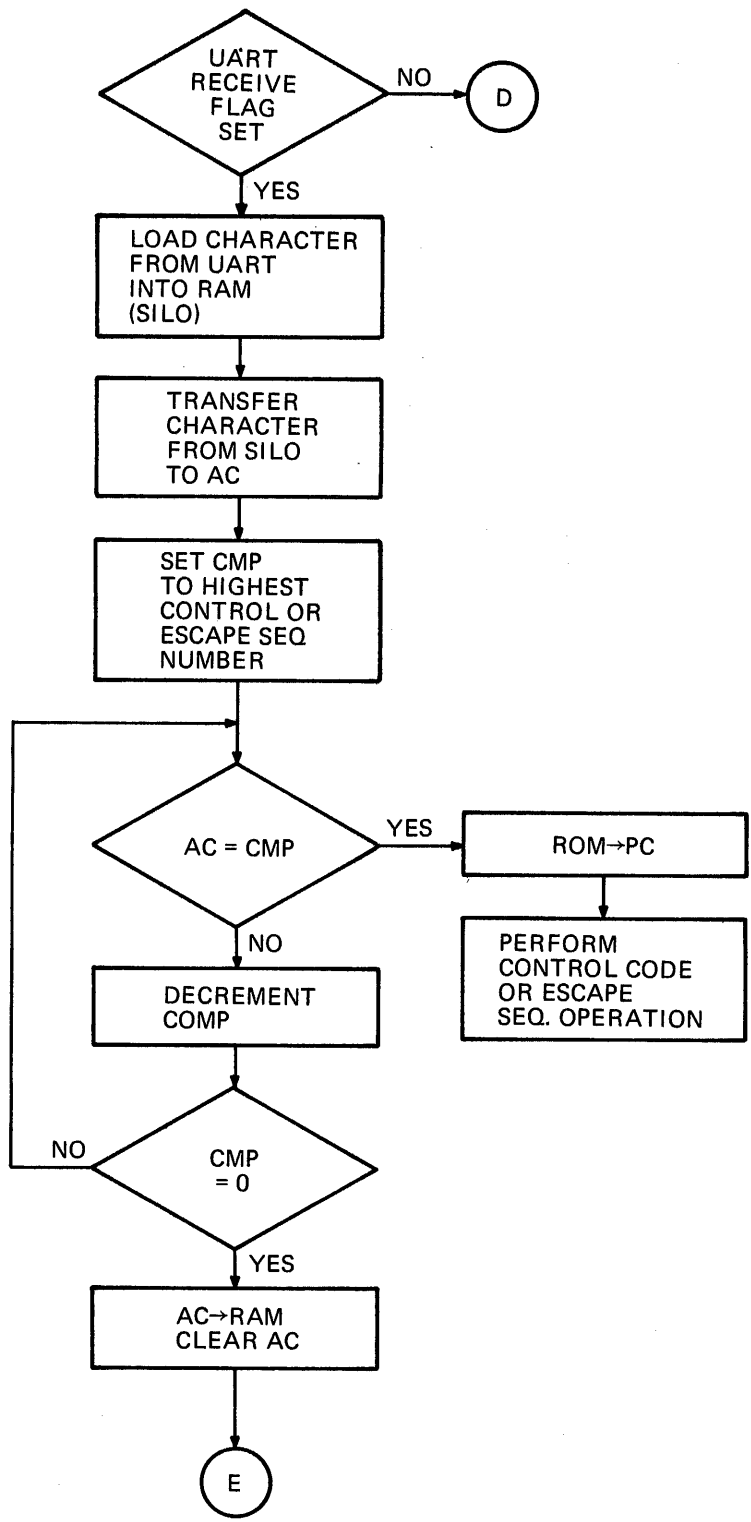 UART
RECEIVE
FLAG
SET
NO
D
YES
LOAD CHARACTER
FROM UART
INTO RAM
(SILO)
TRANSFER
CHARACTER
FROM SILO
TO AC
SET CMP
TO HIGHEST
CONTROL OR
ESCAPE SEQ
NUMBER
AC = CMP
YES
ROM→PC
PERFORM
CONTROL CODE
OR ESCAPE
SEQ. OPERATION
NO
DECREMENT
COMP
NO
CMP
= 0
YES
AC→RAM
CLEAR AC
E